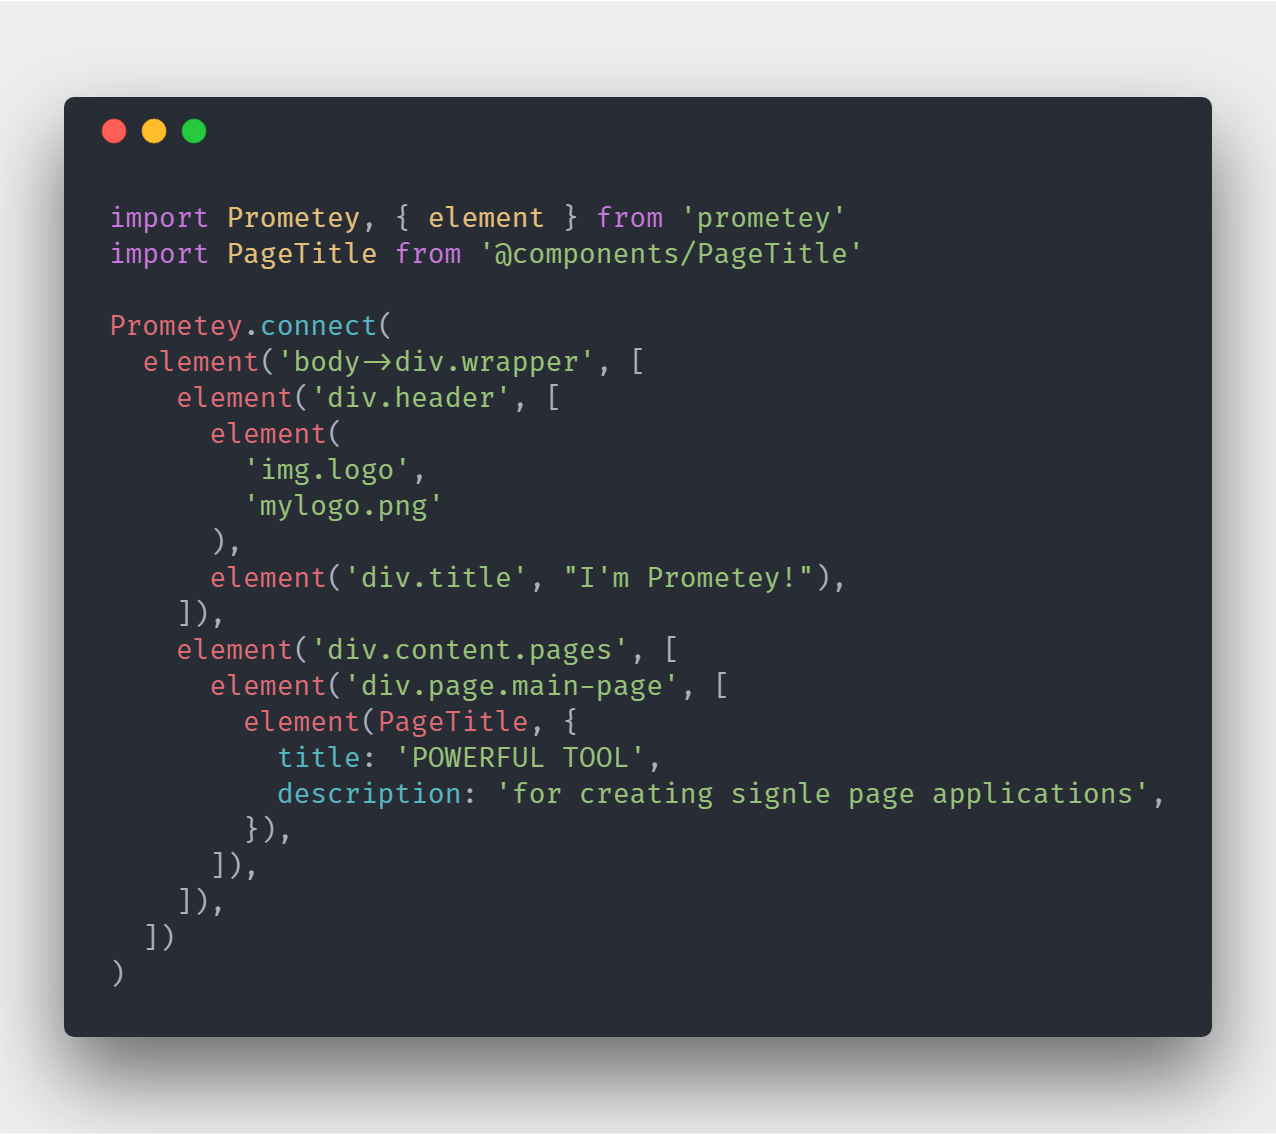 import Prometey, { element } from 'prometey'
import PageTitle from '@components/PageTitle'

Prometey.connect(
  element('body->div.wrapper', [
    element('div.header', [
      element(
        'img.logo',
        'mylogo.png'
      ),
      element('div.title', "I'm Prometey!"),
    ]),
    element('div.content.pages', [
      element('div.page.main-page', [
        element(PageTitle, {
          title: 'POWERFUL TOOL',
          description: 'for creating signle page applications',
        }),
      ]),
    ]),
  ])
)